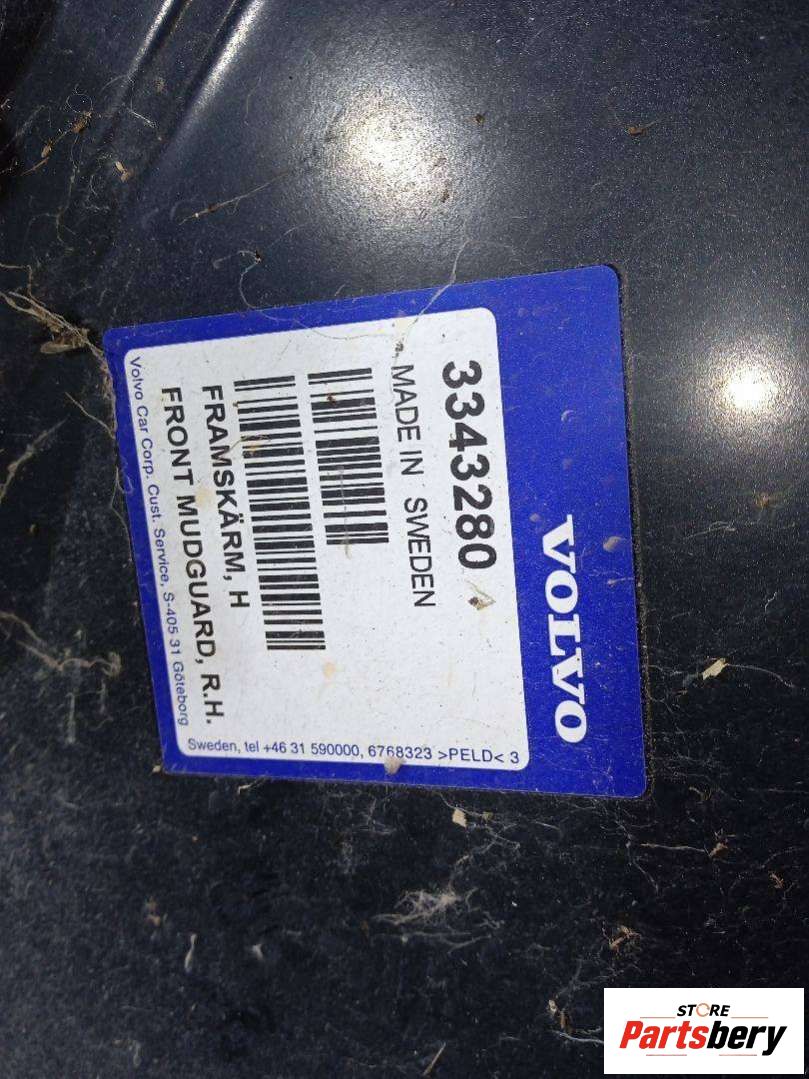 VOLVO
3343280
MADE IN SWEDEN
FRAMSKÄRM, H
FRONT MUDGUARD, R.H.
Volvo Car Corp. Cust. Service, S-405 31 Göteborg
Sweden, tel +46 31 590000, 6768323 >PELD< 3
STORE
Partsbery